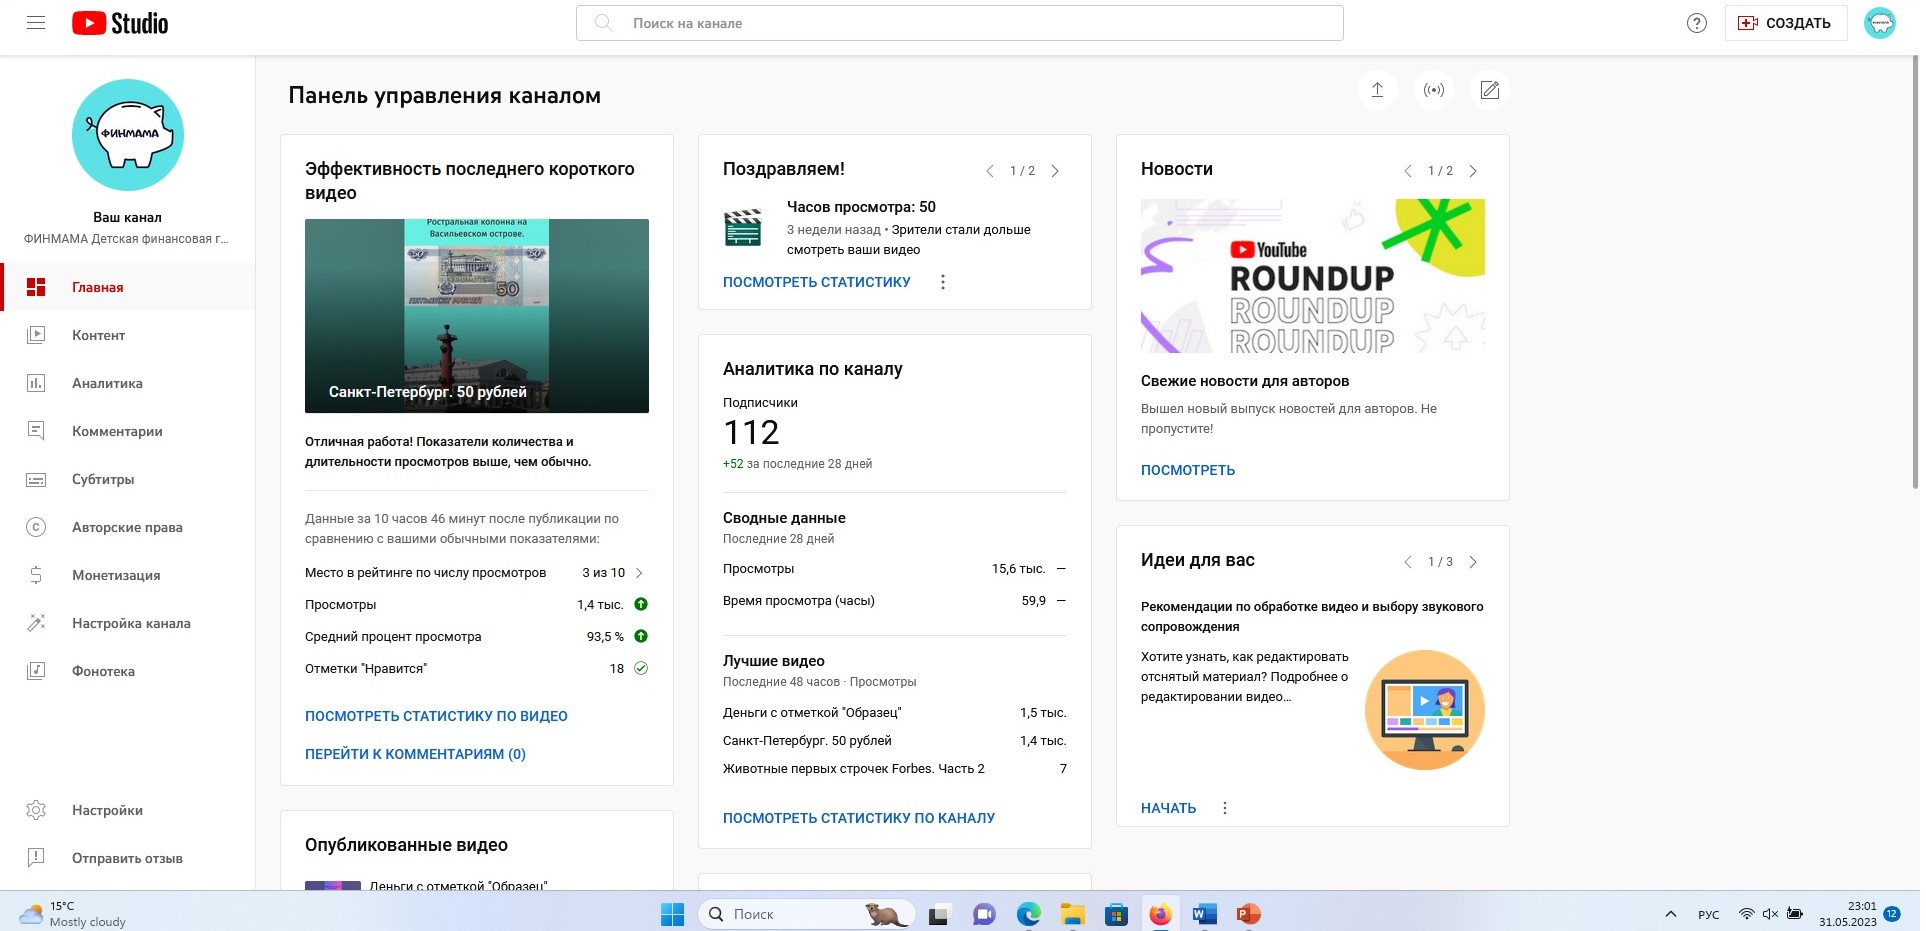 Studio
Поиск на канале
СОЗДАТЬ
ФИНМАМА
Ваш канал
ФИНМАМА Детская финансовая г...
Главная
Контент
Аналитика
Комментарии
Субтитры
Авторские права
Монетизация
Настройка канала
Фонотека
Настройки
Отправить отзыв
Панель управления каналом
Эффективность последнего короткого
видео
Ростральная колонна на
Васильевском острове.
50
Санкт-Петербург. 50 рублей
Отличная работа! Показатели количества и
длительности просмотров выше, чем обычно.
Данные за 10 часов 46 минут после публикации по
сравнению с вашими обычными показателями:
Место в рейтинге по числу просмотров 3 из 10
Просмотры 1,4 тыс.
Средний процент просмотра 93,5 %
Отметки "Нравится" 18
ПОСМОТРЕТЬ СТАТИСТИКУ ПО ВИДЕО
ПЕРЕЙТИ К КОММЕНТАРИЯМ (0)
Опубликованные видео
Деньги с отметкой "Образец"
Поздравляем! 1 / 2
Часов просмотра: 50
3 недели назад • Зрители стали дольше
смотреть ваши видео
ПОСМОТРЕТЬ СТАТИСТИКУ
Аналитика по каналу
Подписчики
112
+52 за последние 28 дней
Сводные данные
Последние 28 дней
Просмотры 15,6 тыс. —
Время просмотра (часы) 59,9 —
Лучшие видео
Последние 48 часов · Просмотры
Деньги с отметкой "Образец" 1,5 тыс.
Санкт-Петербург. 50 рублей 1,4 тыс.
Животные первых строчек Forbes. Часть 2 7
ПОСМОТРЕТЬ СТАТИСТИКУ ПО КАНАЛУ
Новости 1 / 2
YouTube
ROUNDUP
ROUNDUP
ROUNDUP
Свежие новости для авторов
Вышел новый выпуск новостей для авторов. Не
пропустите!
ПОСМОТРЕТЬ
Идеи для вас 1 / 3
Рекомендации по обработке видео и выбору звукового
сопровождения
Хотите узнать, как редактировать
отснятый материал? Подробнее о
редактировании видео...
НАЧАТЬ
15°C
Mostly cloudy
Поиск
РУС
23:01
31.05.2023
12